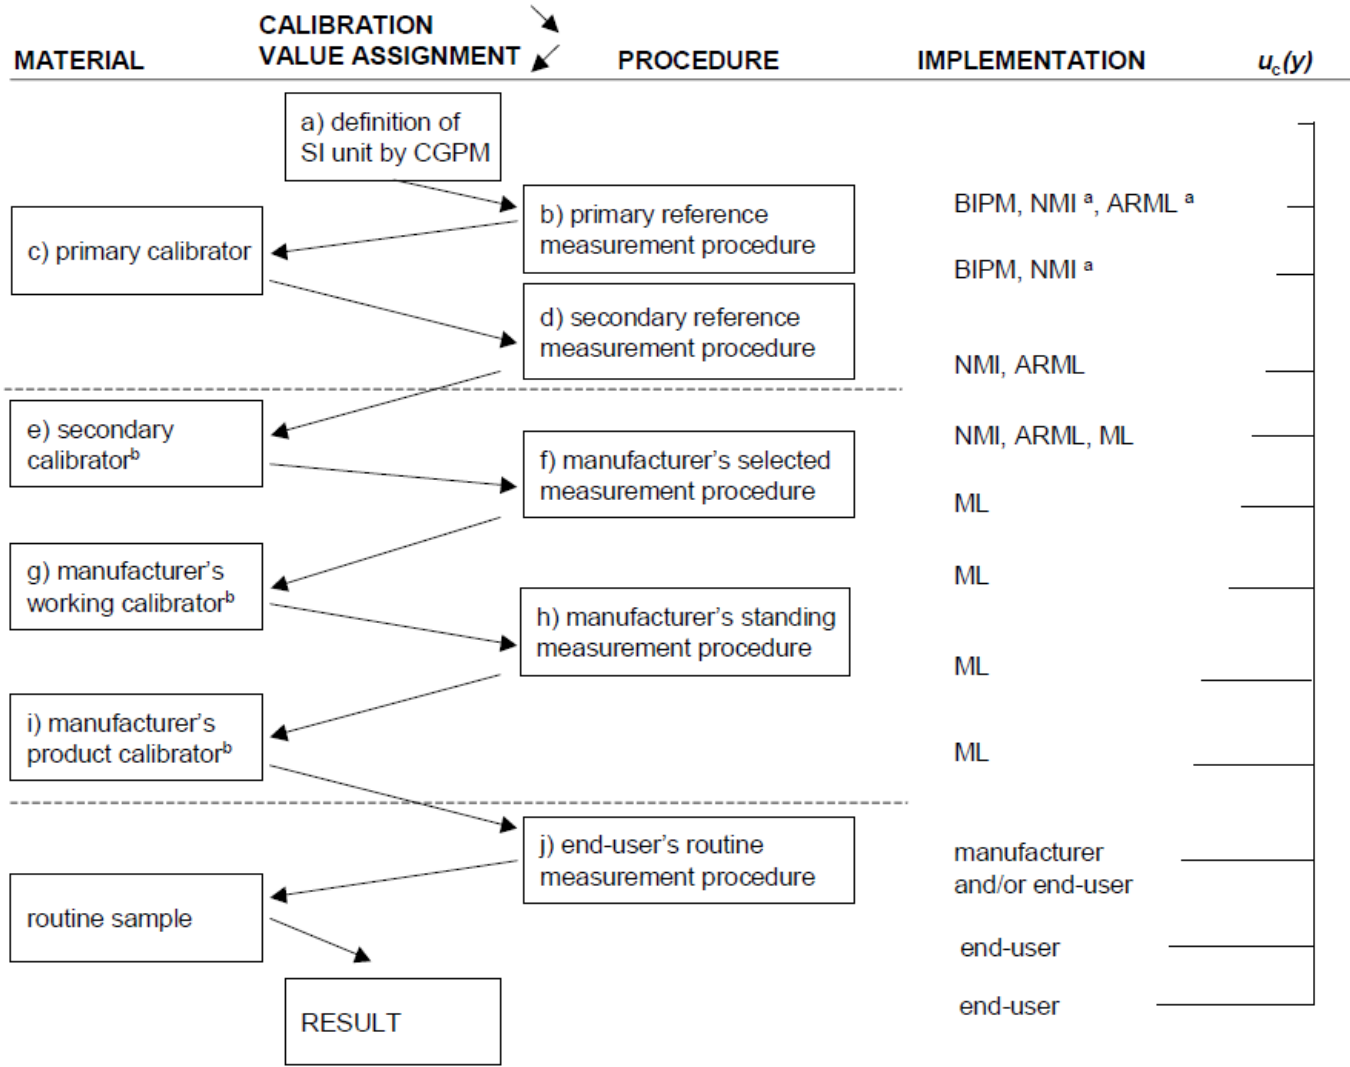 CALIBRATION
MATERIAL VALUE ASSIGNMENT PROCEDURE IMPLEMENTATION u_c(y)
a) definition of
SI unit by CGPM
b) primary reference
measurement procedure
BIPM, NMI ᵃ, ARML ᵃ
c) primary calibrator
BIPM, NMI ᵃ
d) secondary reference
measurement procedure
NMI, ARML
e) secondary
calibratorᵇ
NMI, ARML, ML
f) manufacturer's selected
measurement procedure
ML
g) manufacturer's
working calibratorᵇ
ML
h) manufacturer's standing
measurement procedure
ML
i) manufacturer's
product calibratorᵇ
ML
j) end-user's routine
measurement procedure
manufacturer
and/or end-user
routine sample
end-user
RESULT
end-user